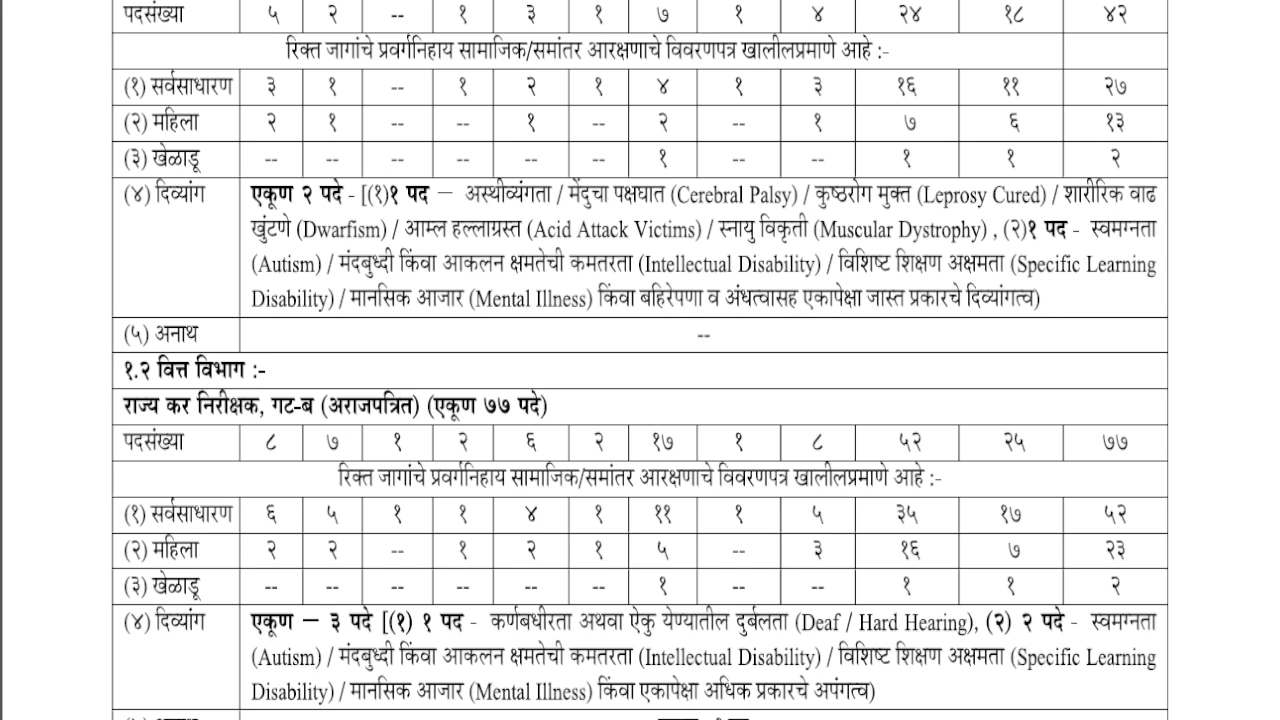 पदसंख्या ५ २ -- १ ३ १ ७ १ ४ २४ १८ ४२
रिक्त जागांचे प्रवर्गनिहाय सामाजिक/समांतर आरक्षणाचे विवरणपत्र खालीलप्रमाणे आहे :-
(१) सर्वसाधारण ३ १ -- १ २ १ ४ १ ३ १६ ११ २७
(२) महिला २ १ -- -- १ -- २ -- १ ७ ६ १३
(३) खेळाडू -- -- -- -- -- -- १ -- -- १ १ २
(४) दिव्यांग एकूण २ पदे - [(१)१ पद – अस्थीव्यंगता / मेंदुचा पक्षघात (Cerebral Palsy) / कुष्ठरोग मुक्त (Leprosy Cured) / शारीरिक वाढ
खुंटणे (Dwarfism) / आम्ल हल्लाग्रस्त (Acid Attack Victims) / स्नायु विकृती (Muscular Dystrophy) , (२)१ पद - स्वमग्नता
(Autism) / मंदबुध्दी किंवा आकलन क्षमतेची कमतरता (Intellectual Disability) / विशिष्ट शिक्षण अक्षमता (Specific Learning
Disability) / मानसिक आजार (Mental Illness) किंवा बहिरेपणा व अंधत्वासह एकापेक्षा जास्त प्रकारचे दिव्यांगत्व)
(५) अनाथ --
१.२ वित्त विभाग :-
राज्य कर निरीक्षक, गट-ब (अराजपत्रित) (एकूण ७७ पदे)
पदसंख्या ८ ७ १ २ ६ २ १७ १ ८ ५२ २५ ७७
रिक्त जागांचे प्रवर्गनिहाय सामाजिक/समांतर आरक्षणाचे विवरणपत्र खालीलप्रमाणे आहे :-
(१) सर्वसाधारण ६ ५ १ १ ४ १ ११ १ ५ ३५ १७ ५२
(२) महिला २ २ -- १ २ १ ५ -- ३ १६ ७ २३
(३) खेळाडू -- -- -- -- -- -- १ -- -- १ १ २
(४) दिव्यांग एकूण – ३ पदे [(१) १ पद - कर्णबधीरता अथवा ऐकु येण्यातील दुर्बलता (Deaf / Hard Hearing), (२) २ पदे - स्वमग्नता
(Autism) / मंदबुध्दी किंवा आकलन क्षमतेची कमतरता (Intellectual Disability) / विशिष्ट शिक्षण अक्षमता (Specific Learning
Disability) / मानसिक आजार (Mental Illness) किंवा एकापेक्षा अधिक प्रकारचे अपंगत्व)